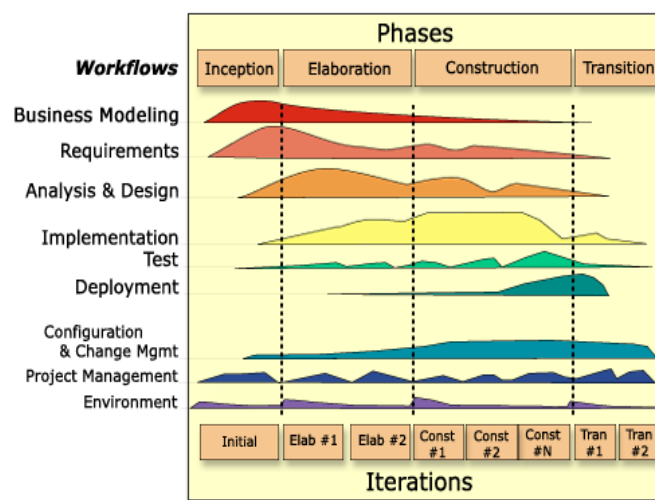 Phases
Workflows
Inception
Elaboration
Construction
Transition
Business Modeling
Requirements
Analysis & Design
Implementation
Test
Deployment
Configuration
& Change Mgmt
Project Management
Environment
Initial
Elab #1
Elab #2
Const
#1
Const
#2
Const
#N
Tran
#1
Tran
#2
Iterations